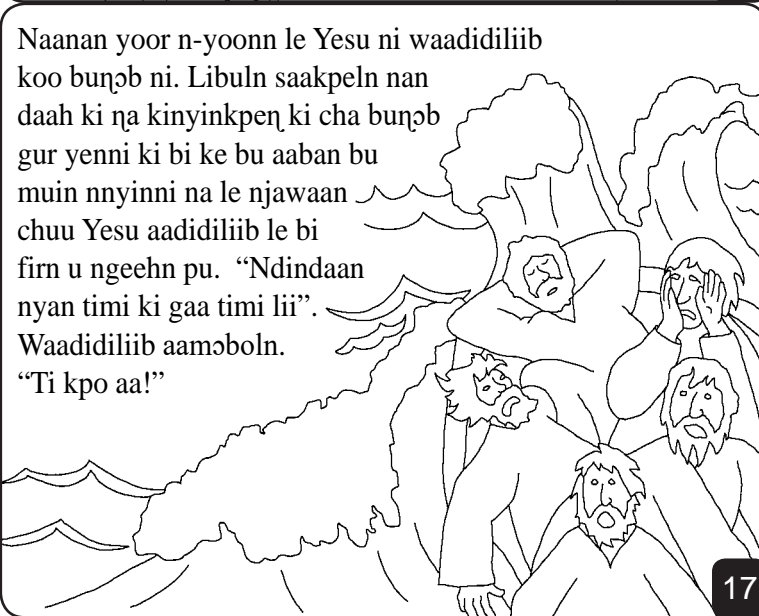 Naanan yoor n-yoonn le Yesu ni waadidiliib
koo buŋɔb ni. Libuln saakpeln nan
daah ki ŋa kinyinkpeŋ ki cha buŋɔb
gur yenni ki bi ke bu aaban bu
muin nnyinni na le njawaan
chuu Yesu aadidiliib le bi
firn u ngeehn pu. “Ndindaan
nyan timi ki gaa timi lii”.
Waadidiliib aamɔboln.
“Ti kpo aa!”
17